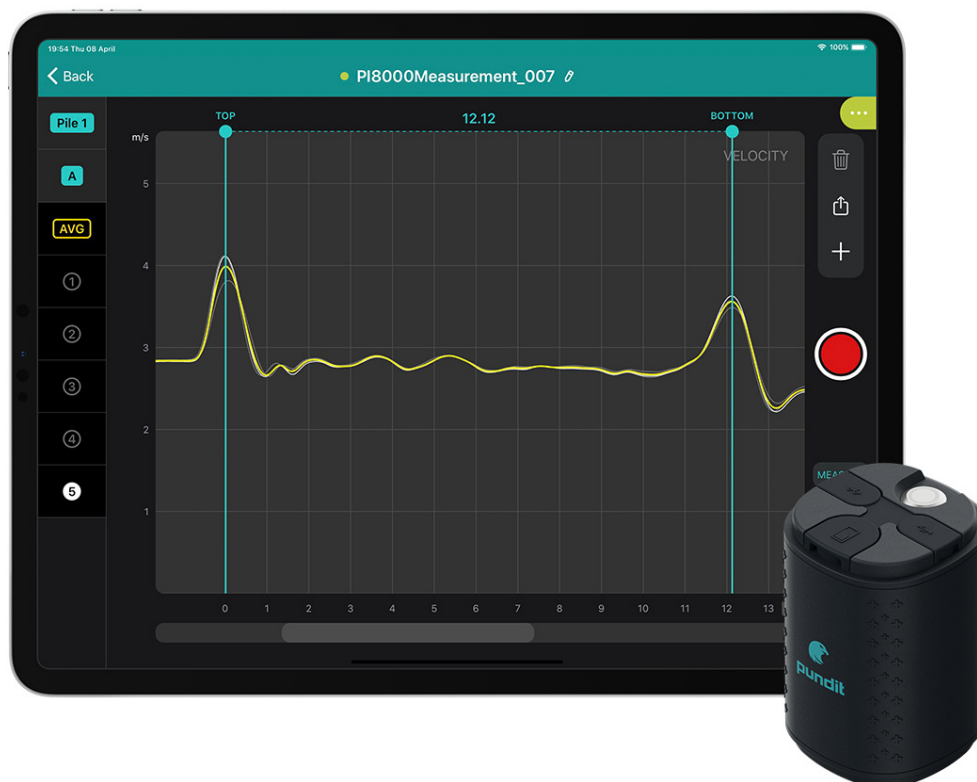 19:54 Thu 08 April
100%
Back
PI8000Measurement_007
Pile 1
A
AVG
1
2
3
4
5
TOP
12.12
BOTTOM
m/s
VELOCITY
5
4
3
2
1
0 1 2 3 4 5 6 7 8 9 10 11 12 13
pundit